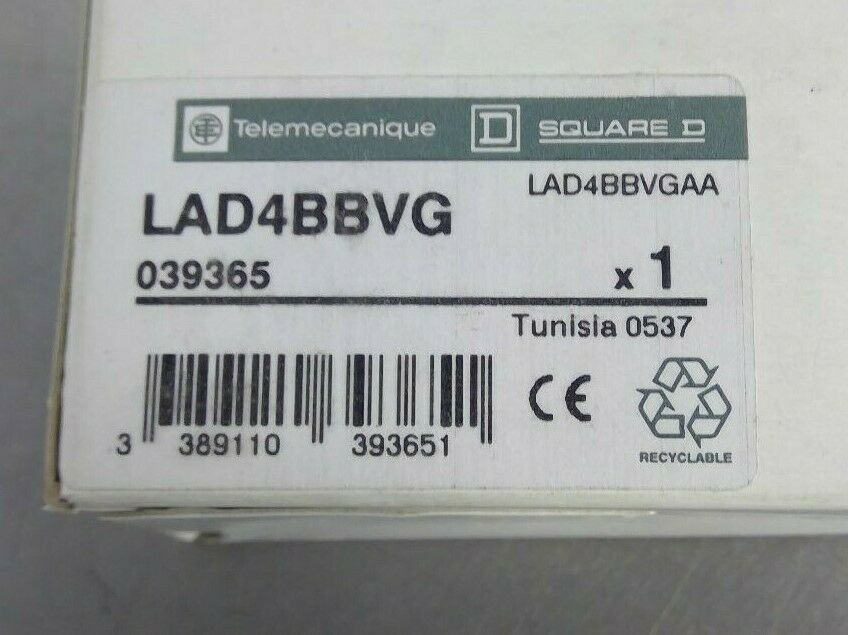 Telemecanique D SQUARE D
LAD4BBVGAA
LAD4BBVG
039365 x 1
Tunisia 0537
CE
3 389110 393651
RECYCLABLE